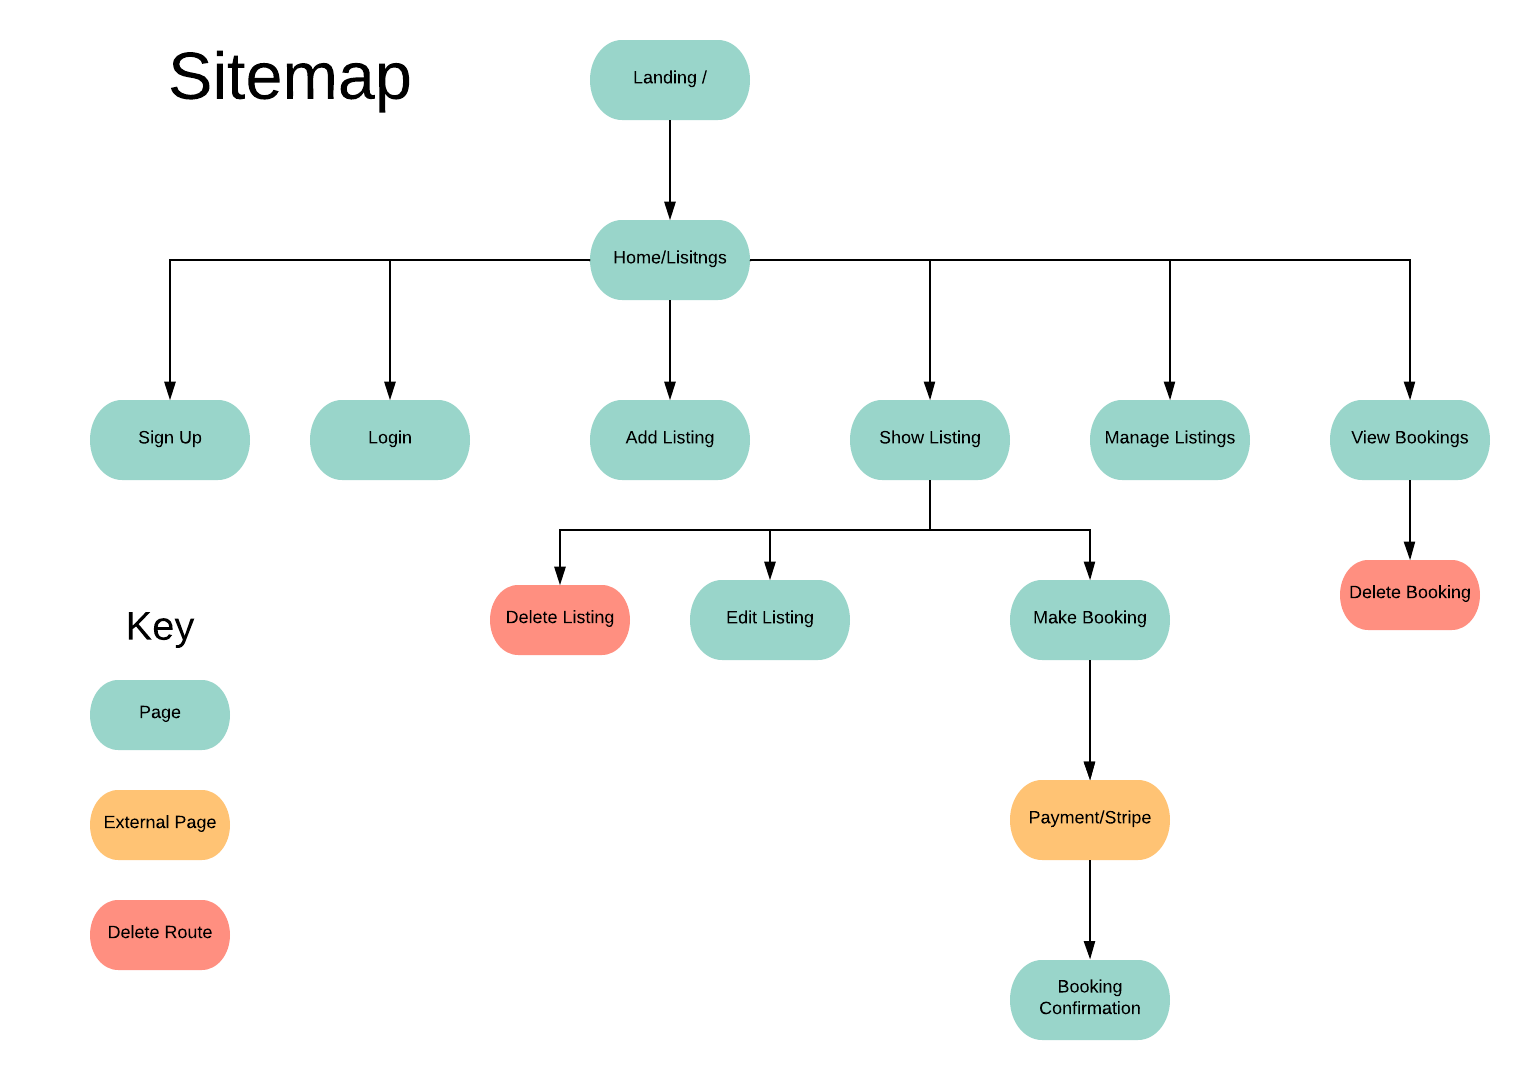 Sitemap
Landing /
Home/Lisitngs
Sign Up
Login
Add Listing
Show Listing
Manage Listings
View Bookings
Delete Listing
Edit Listing
Make Booking
Delete Booking
Key
Page
External Page
Delete Route
Payment/Stripe
Booking
Confirmation